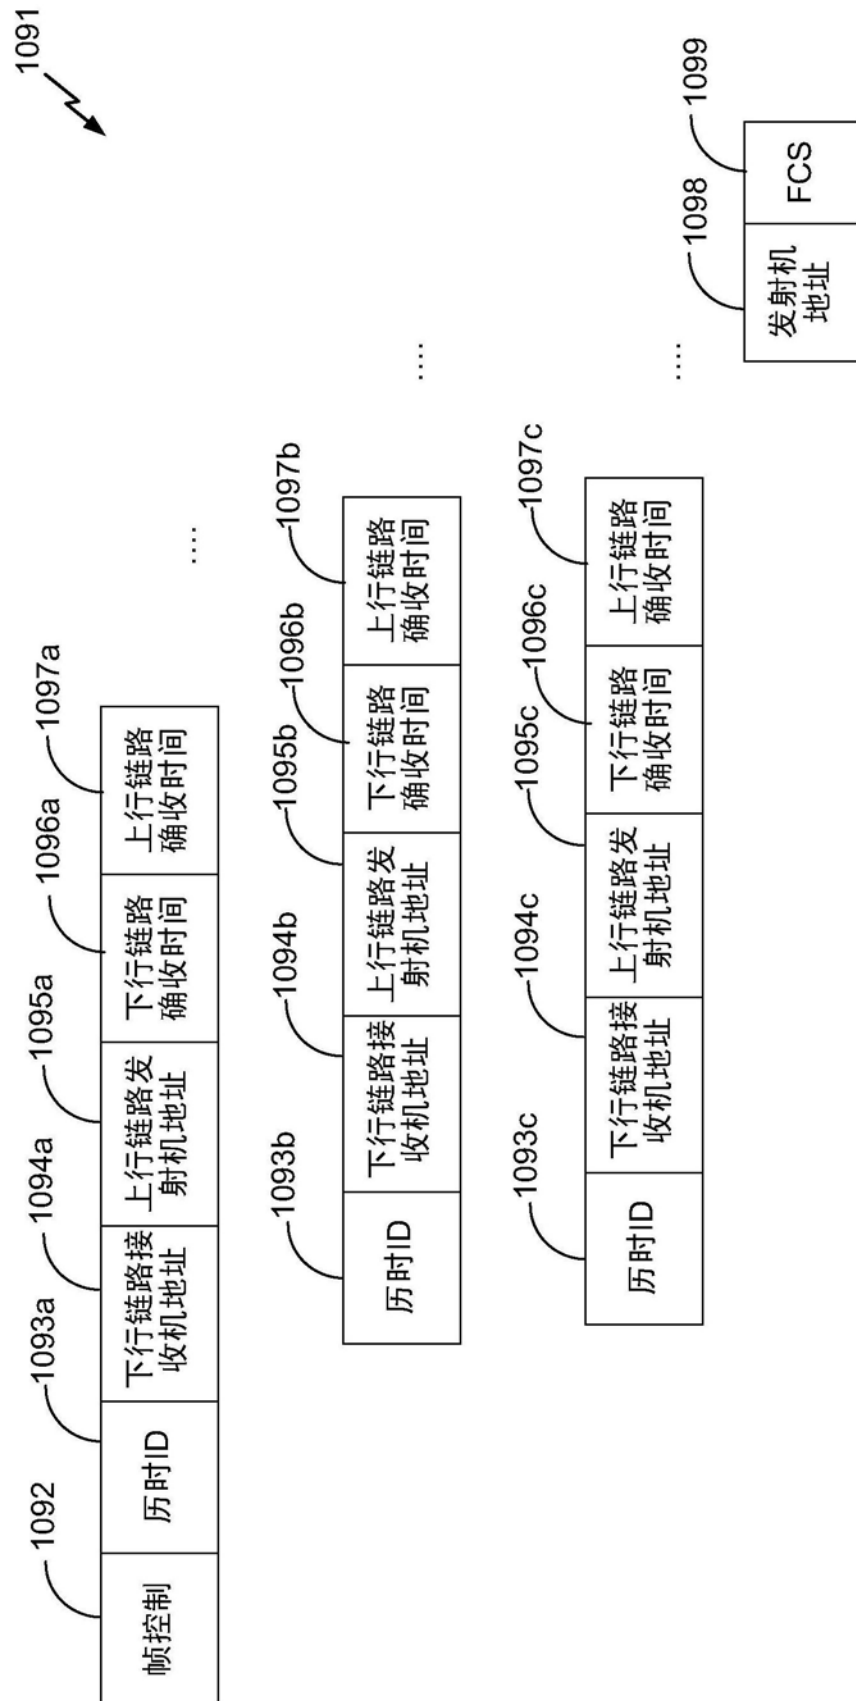 1091
1092
1093a
1094a
1095a
1096a
1097a
帧控制
历时ID
下行链路接
收机地址
上行链路发
射机地址
下行链路
确收时间
上行链路
确收时间
....
1093b
1094b
1095b
1096b
1097b
历时ID
下行链路接
收机地址
上行链路发
射机地址
下行链路
确收时间
上行链路
确收时间
....
1093c
1094c
1095c
1096c
1097c
历时ID
下行链路接
收机地址
上行链路发
射机地址
下行链路
确收时间
上行链路
确收时间
....
1098
1099
发射机
地址
FCS